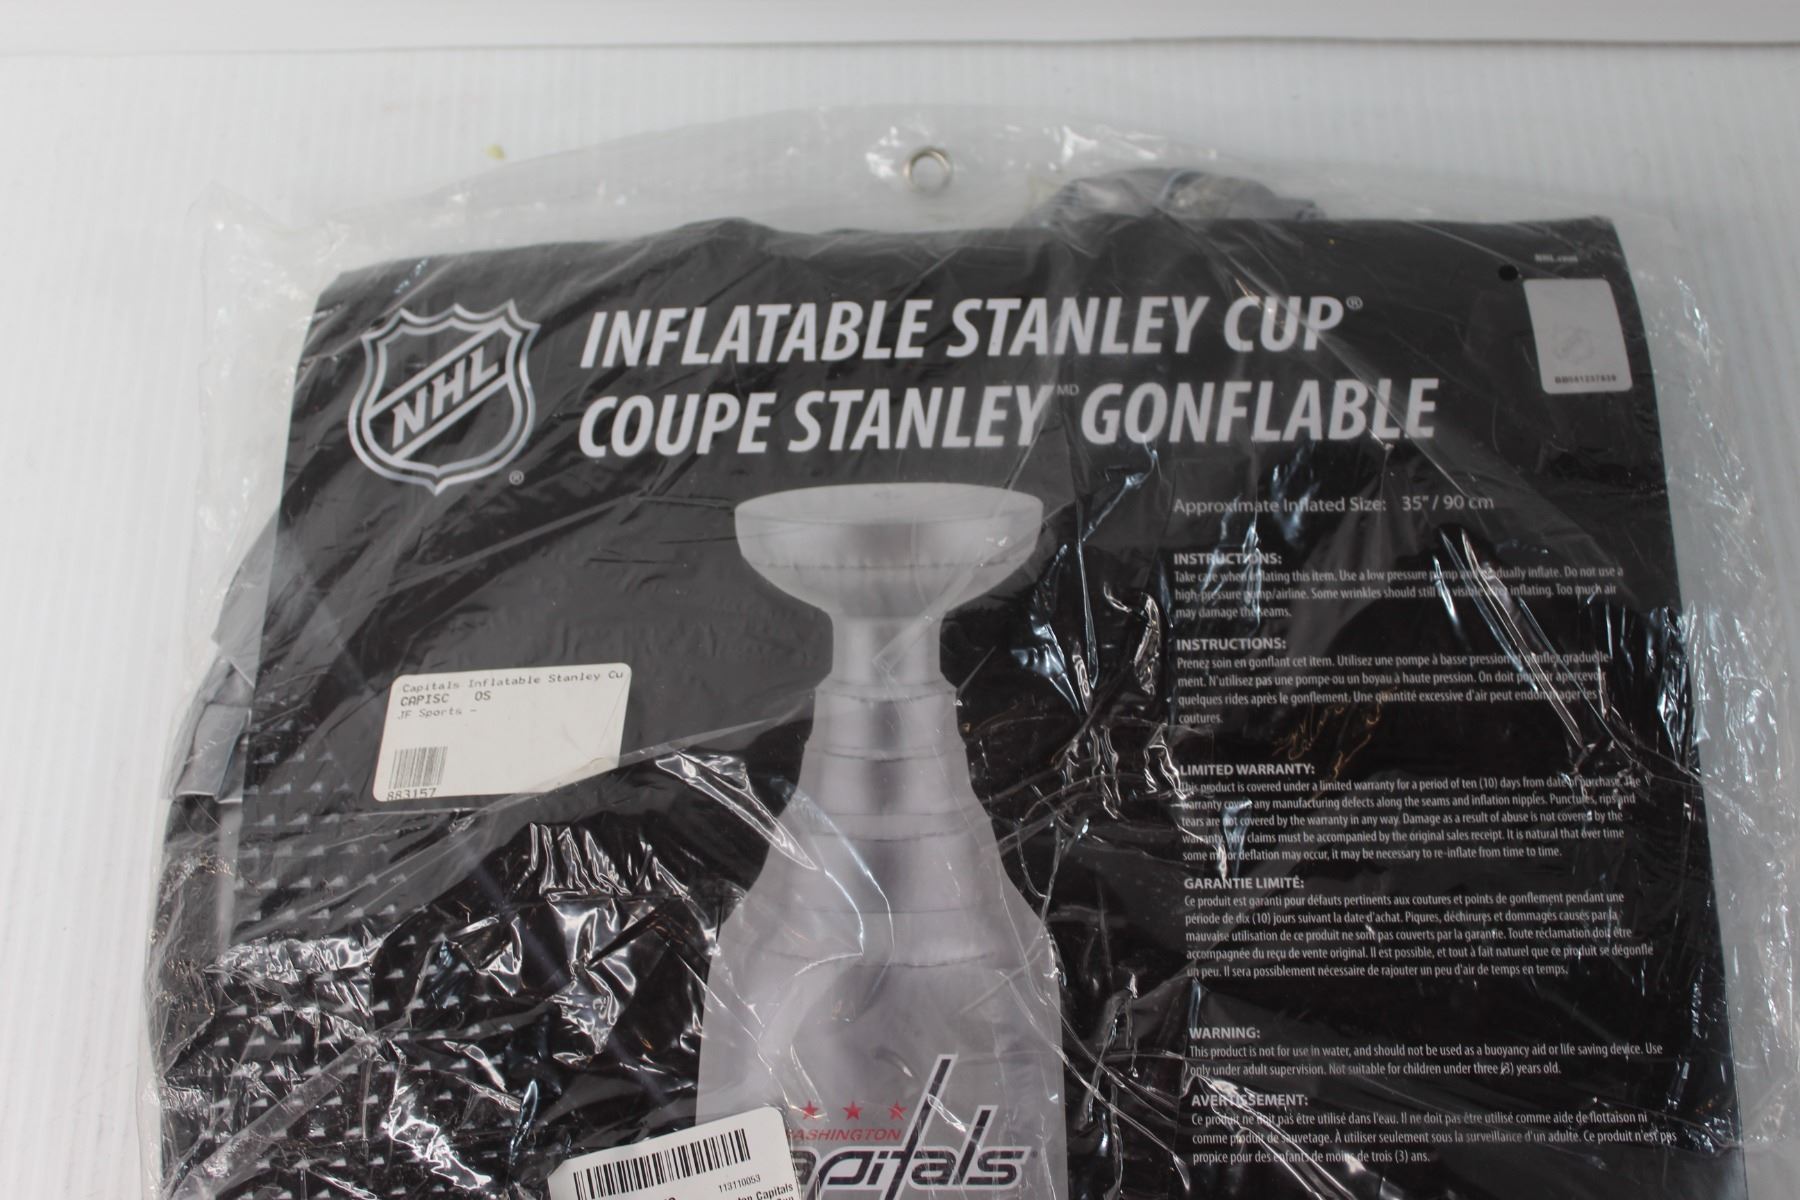 NHL.com
NHL
®
INFLATABLE STANLEY CUP®
COUPE STANLEY MD GONFLABLE
Approximate Inflated Size: 35" / 90 cm
INSTRUCTIONS:
Take care when inflating this item. Use a low pressure pump and gradually inflate. Do not use a
high-pressure pump/airline. Some wrinkles should still be visible after inflating. Too much air
may damage the seams.
INSTRUCTIONS:
Prenez soin en gonflant cet item. Utilisez une pompe à basse pression et gonflez graduelle-
ment. N'utilisez pas une pompe ou un boyau à haute pression. On doit pouvoir apercevoir
quelques rides après le gonflement. Une quantité excessive d'air peut endommager les
coutures.
Capitals Inflatable Stanley Cu
CAPISC OS
JF Sports -
883157
LIMITED WARRANTY:
This product is covered under a limited warranty for a period of ten (10) days from date of purchase. The
warranty covers any manufacturing defects along the seams and inflation nipples. Punctures, rips and
tears are not covered by the warranty in any way. Damage as a result of abuse is not covered by the
warranty. Any claims must be accompanied by the original sales receipt. It is natural that over time
some major deflation may occur, it may be necessary to re-inflate from time to time.
GARANTIE LIMITÉ:
Ce produit est garanti pour défauts pertinents aux coutures et points de gonflement pendant une
période de dix (10) jours suivant la date d'achat. Piqures, déchirures et dommagés causés par la
mauvaise utilisation de ce produit ne sont pas couverts par la garantie. Toute réclamation doit être
accompagnée du reçu de vente original. Il est possible, et tout à fait naturel que ce produit se dégonfle
un peu. Il sera possiblement nécessaire de rajouter un peu d'air de temps en temps.
WARNING:
This product is not for use in water, and should not be used as a buoyancy aid or life saving device. Use
only under adult supervision. Not suitable for children under three (3) years old.
AVERTISSEMENT:
Ce produit ne doit pas être utilisé dans l'eau. Il ne doit pas être utilisé comme aide de flottaison ni
comme produit de sauvetage. À utiliser seulement sous la surveillance d'un adulte. Ce produit n'est pas
propice pour des enfants de moins de trois (3) ans.
WASHINGTON
capitals
113110053
Capitals